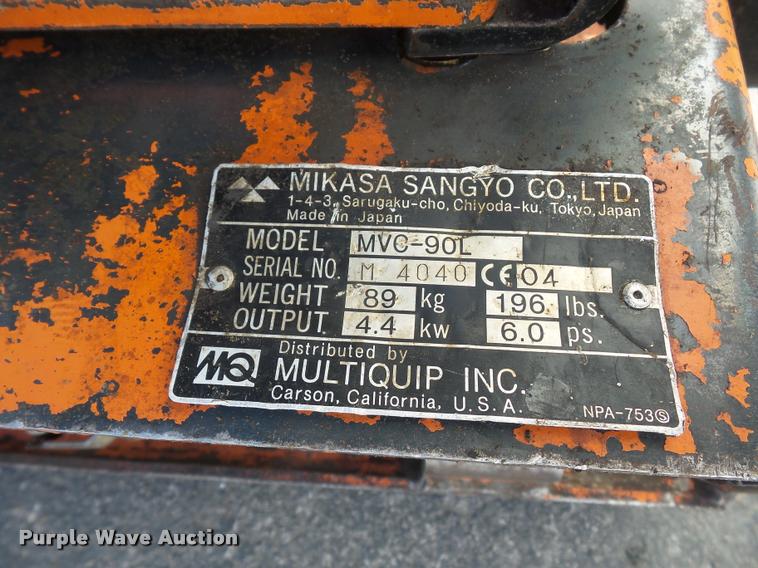 MIKASA SANGYO CO.,LTD.
1-4-3, Sarugaku-cho, Chiyoda-ku, Tokyo, Japan
Made in Japan
MODEL MVC-90L
SERIAL NO. M 4040 CE 04
WEIGHT 89 kg 196 lbs.
OUTPUT 4.4 kw 6.0 ps.
MQ Distributed by
MULTIQUIP INC.
Carson, California, U.S.A.
NPA-753Ⓢ
Purple Wave Auction